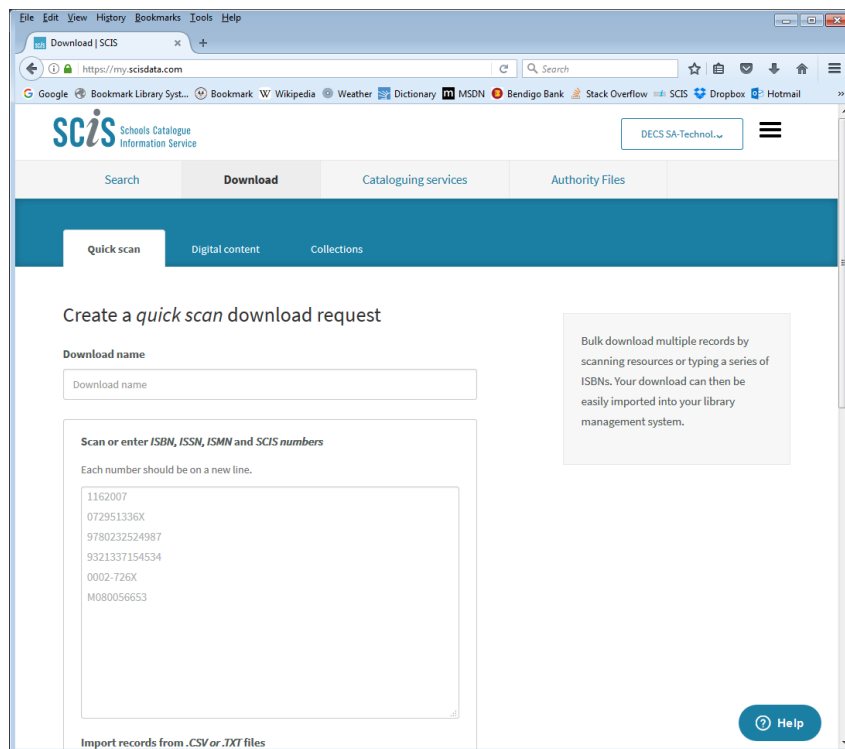 File Edit View History Bookmarks Tools Help
scis Download | SCIS × +
https://my.scisdata.com Search
Google Bookmark Library Syst... Bookmark W Wikipedia Weather Dictionary m MSDN Bendigo Bank Stack Overflow SCIS Dropbox Hotmail »
SCiS Schools Catalogue
Information Service
DECS SA-Technol...
Search Download Cataloguing services Authority Files
Quick scan Digital content Collections
Create a quick scan download request
Download name
Download name
Bulk download multiple records by
scanning resources or typing a series of
ISBNs. Your download can then be
easily imported into your library
management system.
Scan or enter ISBN, ISSN, ISMN and SCIS numbers
Each number should be on a new line.
1162007
072951336X
9780232524987
9321337154534
0002-726X
M080056653
? Help
Import records from .CSV or .TXT files